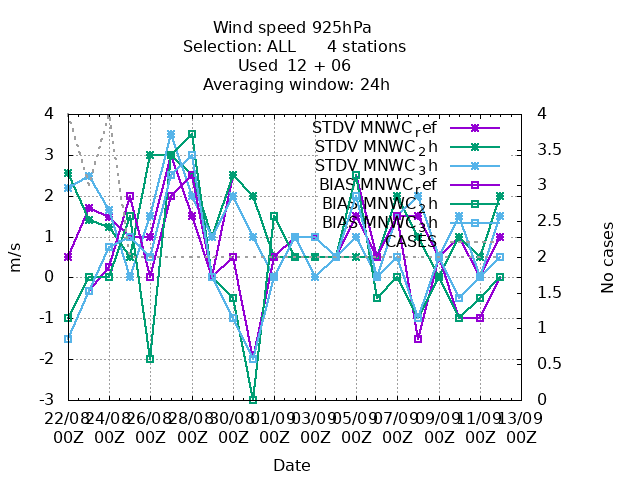 Wind speed 925hPa
Selection: ALL 4 stations
Used 12 + 06
Averaging window: 24h
4 4
STDV MNWC_ref
STDV MNWC_2h
3.5
3 STDV MNWC_3h
BIAS MNWC_ref 3
2 BIAS MNWC_2h
BIAS MNWC_3h 2.5
1 CASES
m/s No cases
2
0
1.5
-1
1
-2
0.5
-3 0
22/08 24/08 26/08 28/08 30/08 01/09 03/09 05/09 07/09 09/09 11/09 13/09
00Z 00Z 00Z 00Z 00Z 00Z 00Z 00Z 00Z 00Z 00Z 00Z
Date